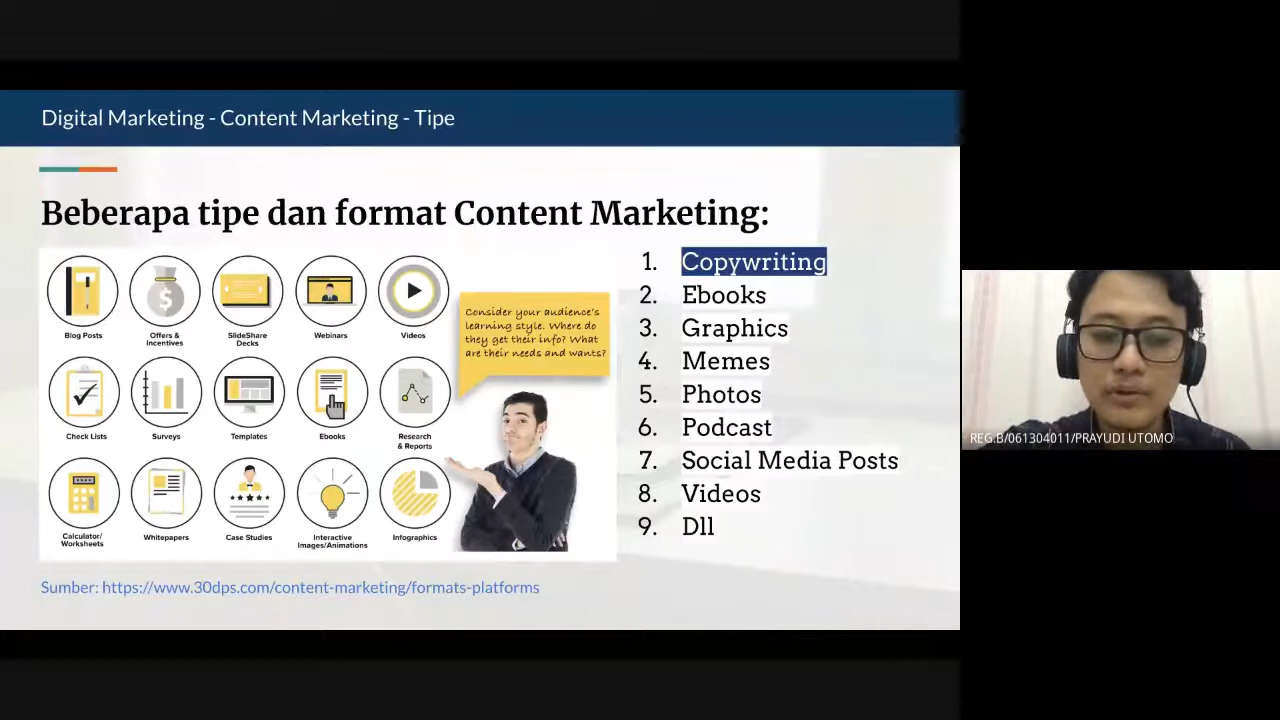 Digital Marketing - Content Marketing - Tipe
Beberapa tipe dan format Content Marketing:
Blog Posts
Offers &
Incentives
SlideShare
Decks
Webinars
Videos
Consider your audience's
learning style. Where do
they get their info? What
are their needs and wants?
Check Lists
Surveys
Templates
Ebooks
Research
& Reports
Calculator/
Worksheets
Whitepapers
Case Studies
Interactive
Images/Animations
Infographics
1. Copywriting
2. Ebooks
3. Graphics
4. Memes
5. Photos
6. Podcast
7. Social Media Posts
8. Videos
9. Dll
Sumber: https://www.30dps.com/content-marketing/formats-platforms
REG.B/061304011/PRAYUDI UTOMO